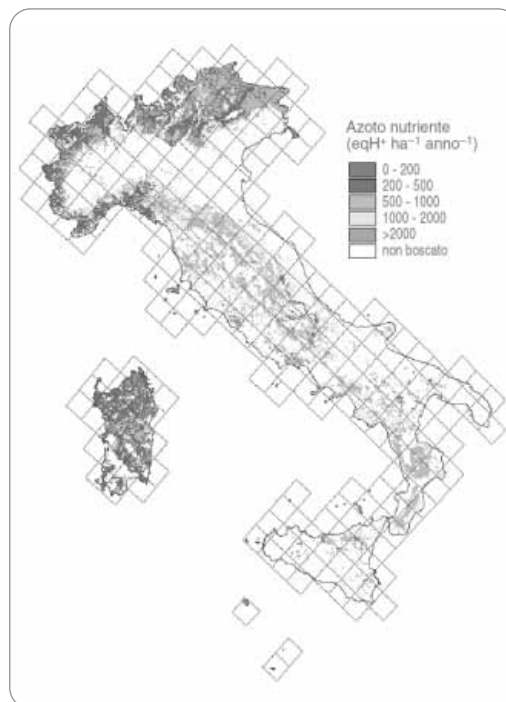 Azoto nutriente
(eqH⁺ ha⁻¹ anno⁻¹)
0 - 200
200 - 500
500 - 1000
1000 - 2000
>2000
non boscato